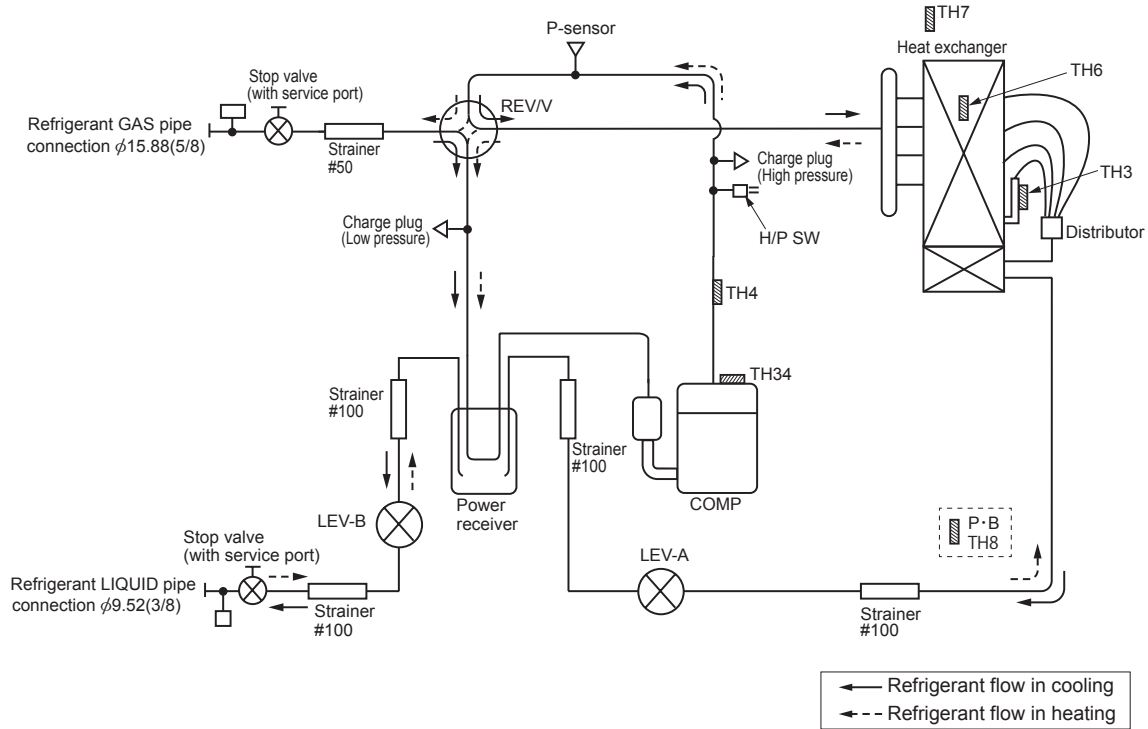 TH7
P-sensor
Heat exchanger
TH6
Stop valve
(with service port)
REV/V
Refrigerant GAS pipe
connection ϕ15.88(5/8)
Strainer
#50
Charge plug
(High pressure)
TH3
Charge plug
(Low pressure)
H/P SW
Distributor
TH4
TH34
Strainer
#100
Strainer
#100
Power
receiver
COMP
LEV-B
P・B
TH8
Stop valve
(with service port)
LEV-A
Refrigerant LIQUID pipe
connection ϕ9.52(3/8)
Strainer
#100
Strainer
#100
Refrigerant flow in cooling
Refrigerant flow in heating